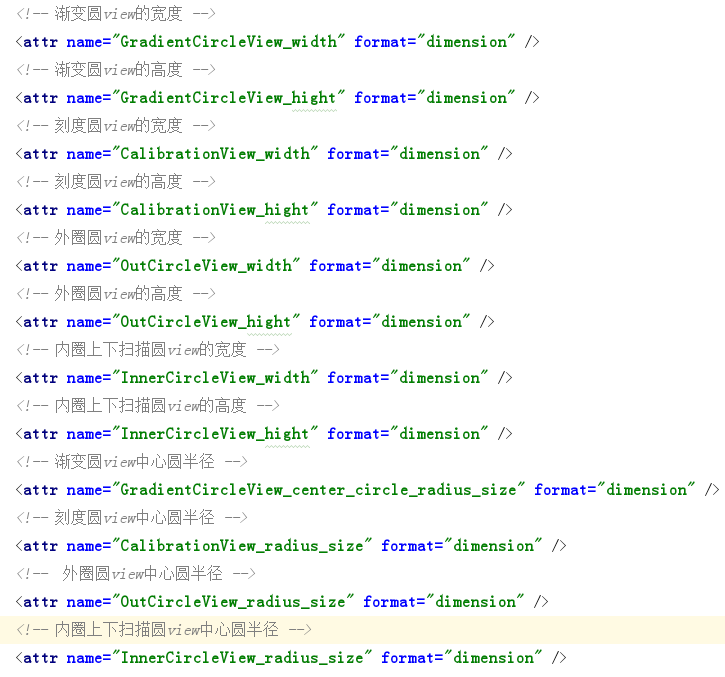 <!-- 渐变圆view的宽度 -->
<attr name="GradientCircleView_width" format="dimension" />
<!-- 渐变圆view的高度 -->
<attr name="GradientCircleView_hight" format="dimension" />
<!-- 刻度圆view的宽度 -->
<attr name="CalibrationView_width" format="dimension" />
<!-- 刻度圆view的高度 -->
<attr name="CalibrationView_hight" format="dimension" />
<!-- 外圈圆view的宽度 -->
<attr name="OutCircleView_width" format="dimension" />
<!-- 外圈圆view的高度 -->
<attr name="OutCircleView_hight" format="dimension" />
<!-- 内圈上下扫描圆view的宽度 -->
<attr name="InnerCircleView_width" format="dimension" />
<!-- 内圈上下扫描圆view的高度 -->
<attr name="InnerCircleView_hight" format="dimension" />
<!-- 渐变圆view中心圆半径 -->
<attr name="GradientCircleView_center_circle_radius_size" format="dimension" />
<!-- 刻度圆view中心圆半径 -->
<attr name="CalibrationView_radius_size" format="dimension" />
<!--  外圈圆view中心圆半径 -->
<attr name="OutCircleView_radius_size" format="dimension" />
<!-- 内圈上下扫描圆view中心圆半径 -->
<attr name="InnerCircleView_radius_size" format="dimension" />